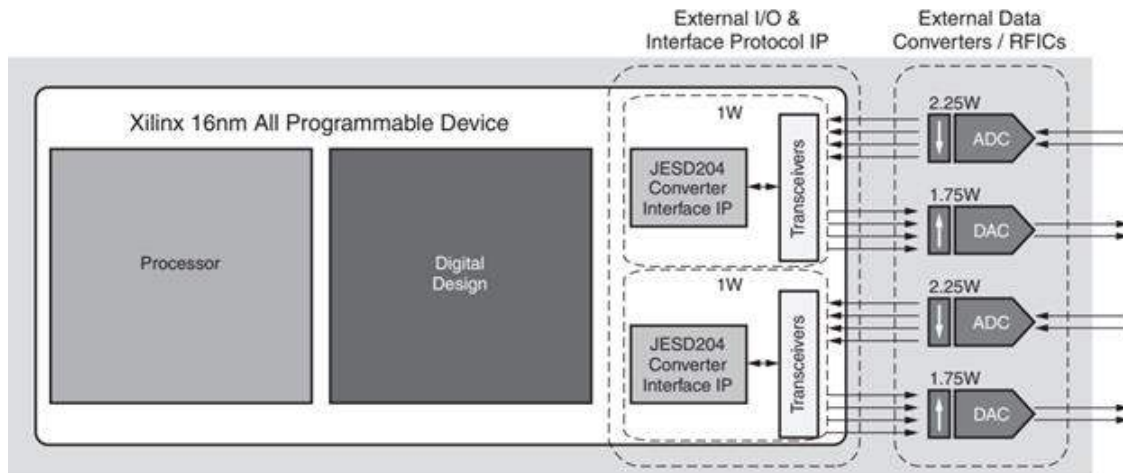 External I/O &
Interface Protocol IP
External Data
Converters / RFICs
Xilinx 16nm All Programmable Device
Processor
Digital
Design
1W
JESD204
Converter
Interface IP
Transceivers
1W
JESD204
Converter
Interface IP
Transceivers
2.25W
ADC
1.75W
DAC
2.25W
ADC
1.75W
DAC